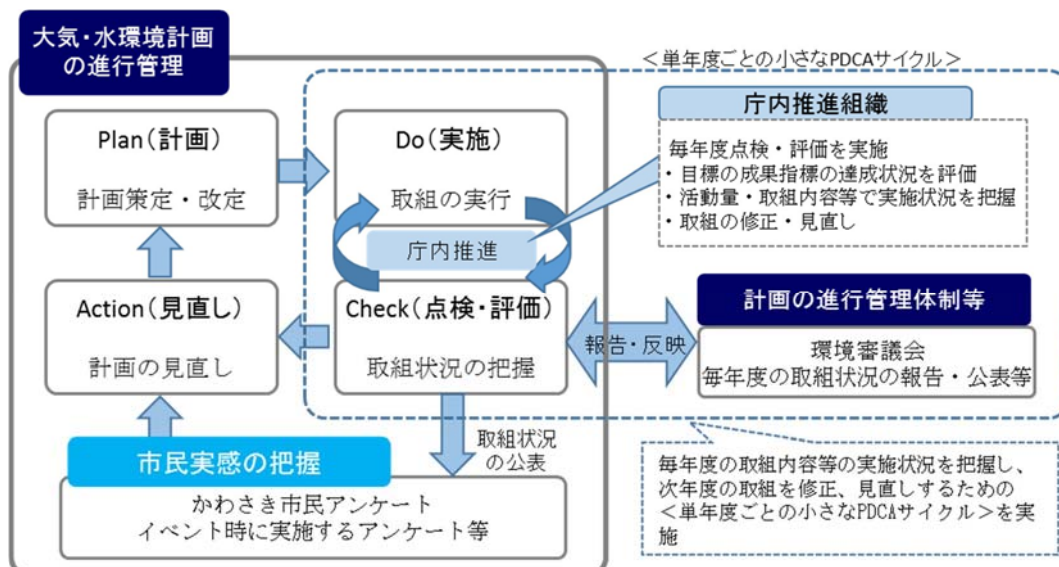 大気・水環境計画
の進行管理
＜単年度ごとの小さなPDCAサイクル＞
庁内推進組織
毎年度点検・評価を実施
・目標の成果指標の達成状況を評価
・活動量・取組内容等で実施状況を把握
・取組の修正・見直し
Plan（計画）
計画策定・改定
Do（実施）
取組の実行
庁内推進
Action（見直し）
計画の見直し
Check（点検・評価）
取組状況の把握
報告・反映
計画の進行管理体制等
環境審議会
毎年度の取組状況の報告・公表等
取組状況
の公表
市民実感の把握
かわさき市民アンケート
イベント時に実施するアンケート等
毎年度の取組内容等の実施状況を把握し、
次年度の取組を修正、見直しするための
＜単年度ごとの小さなPDCAサイクル＞を実
施